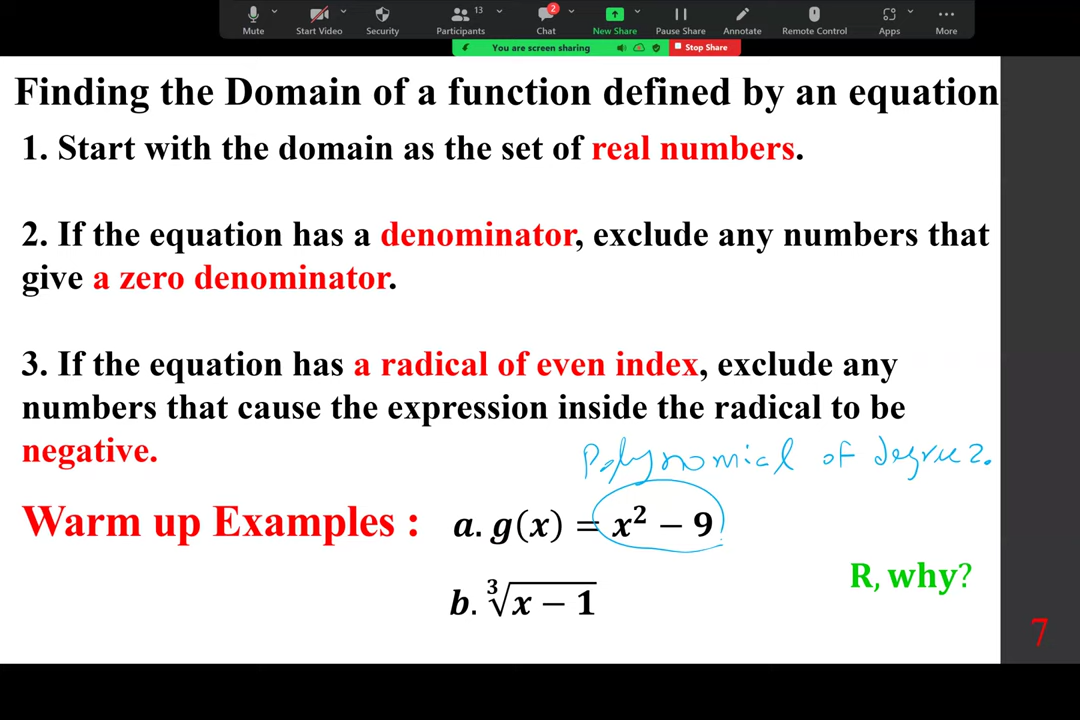 13
2
Mute
Start Video
Security
Participants
Chat
New Share
Pause Share
Annotate
Remote Control
Apps
More
You are screen sharing
Stop Share
Finding the Domain of a function defined by an equation
1. Start with the domain as the set of real numbers.
2. If the equation has a denominator, exclude any numbers that
give a zero denominator.
3. If the equation has a radical of even index, exclude any
numbers that cause the expression inside the radical to be
negative.
Polynomial of degree 2.
Warm up Examples : a. g(x) = x² − 9
R, why?
b. ∛(x − 1)
7